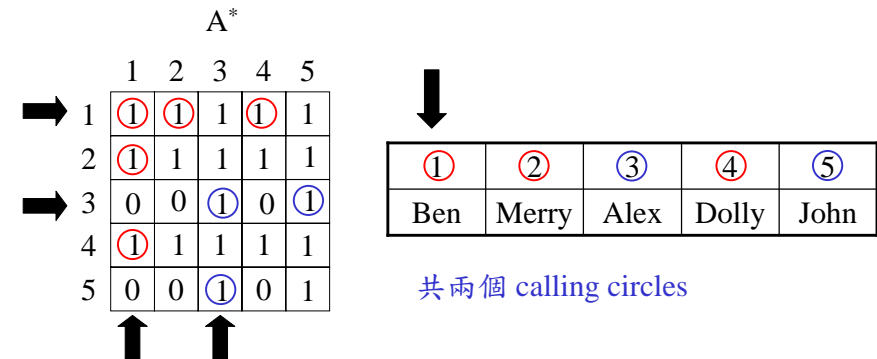 A*
1 2 3 4 5
1 1 1 1 1 1
2 1 1 1 1 1
3 0 0 1 0 1
4 1 1 1 1 1
5 0 0 1 0 1
1 2 3 4 5
Ben Merry Alex Dolly John
共兩個 calling circles